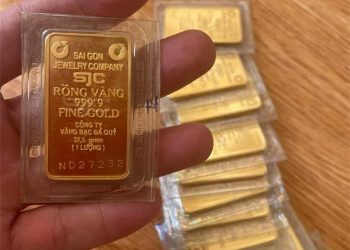 SAI GON
JEWELRY COMPANY
SJC
RỒNG VÀNG
999.9
FINE GOLD
CÔNG TY
VÀNG BẠC ĐÁ QUÝ
37,5 gram
(1 LƯỢNG)
ND27232